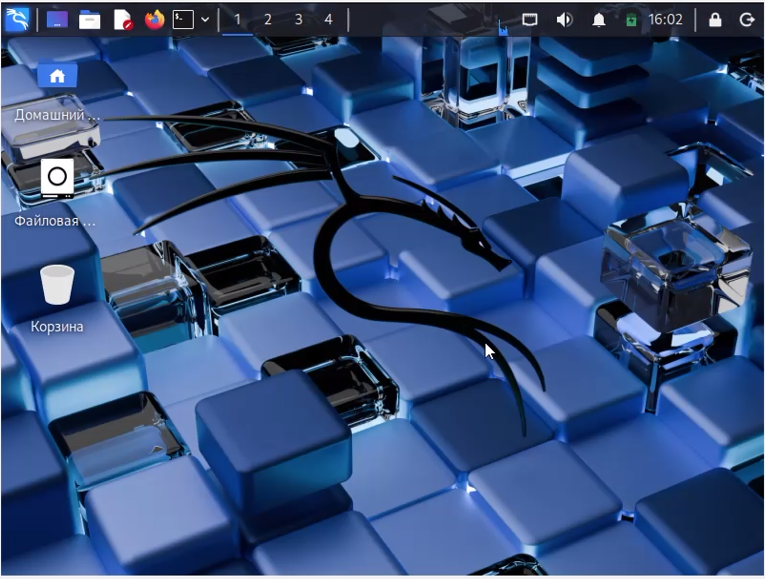 1 2 3 4 16:02
Домашний ...
Файловая ...
Корзина